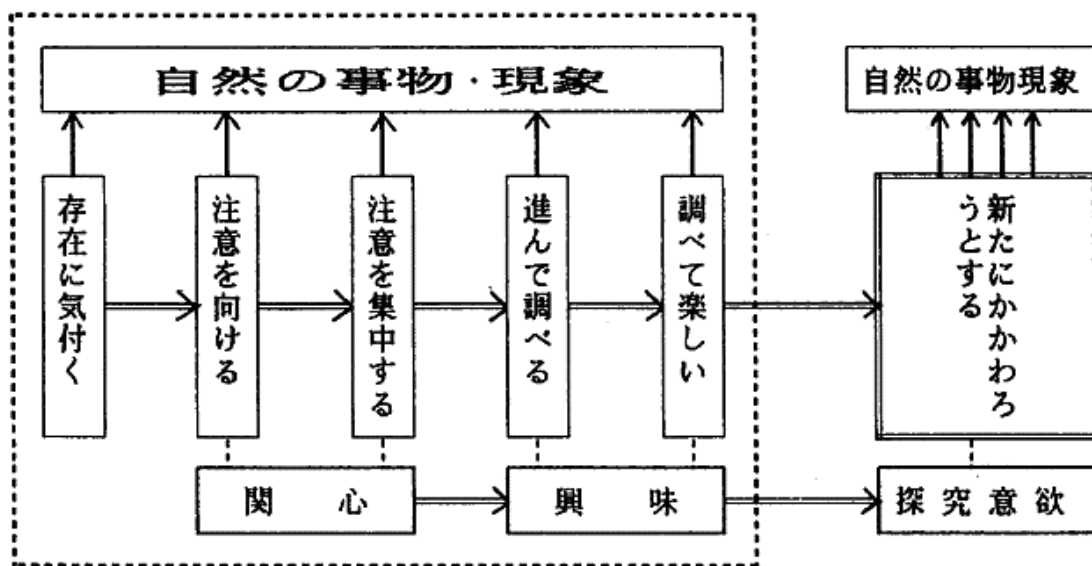 自然の事物・現象
自然の事物現象
存在に気付く
注意を向ける
注意を集中する
進んで調べる
調べて楽しい
新たにかかわろ
うとする
関心
興味
探究意欲